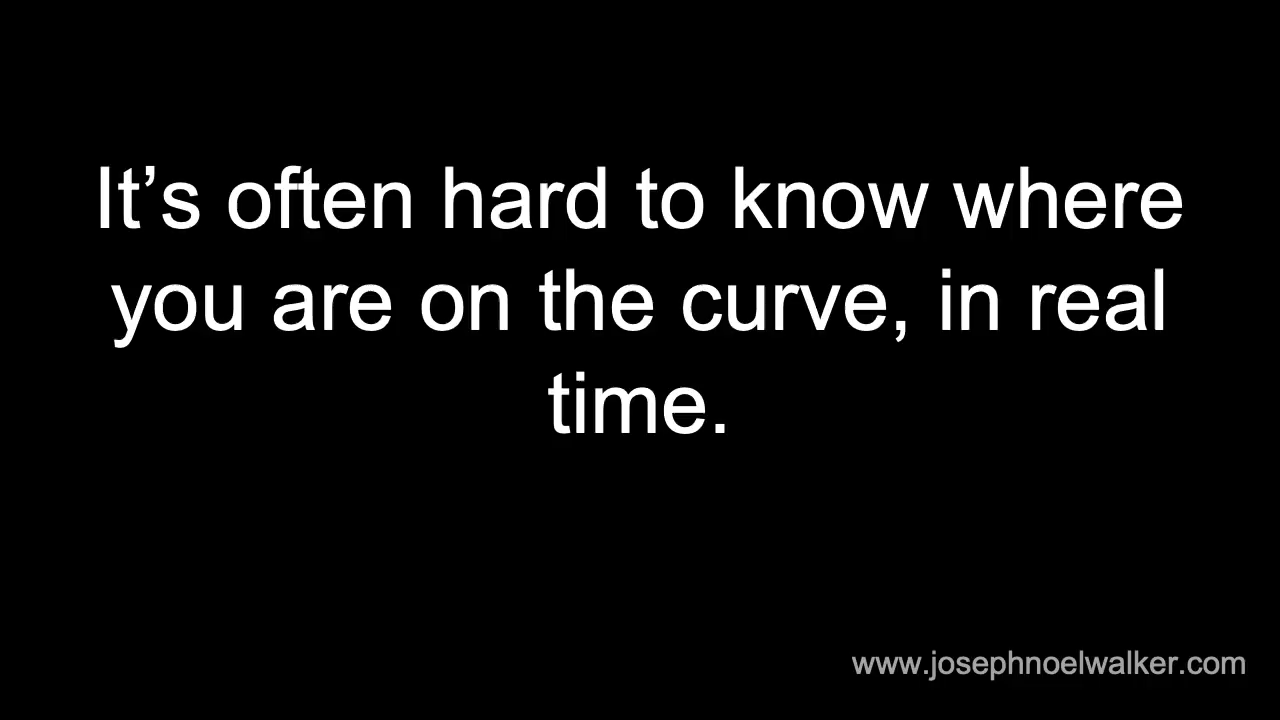 It’s often hard to know where
you are on the curve, in real
time.
www.josephnoelwalker.com